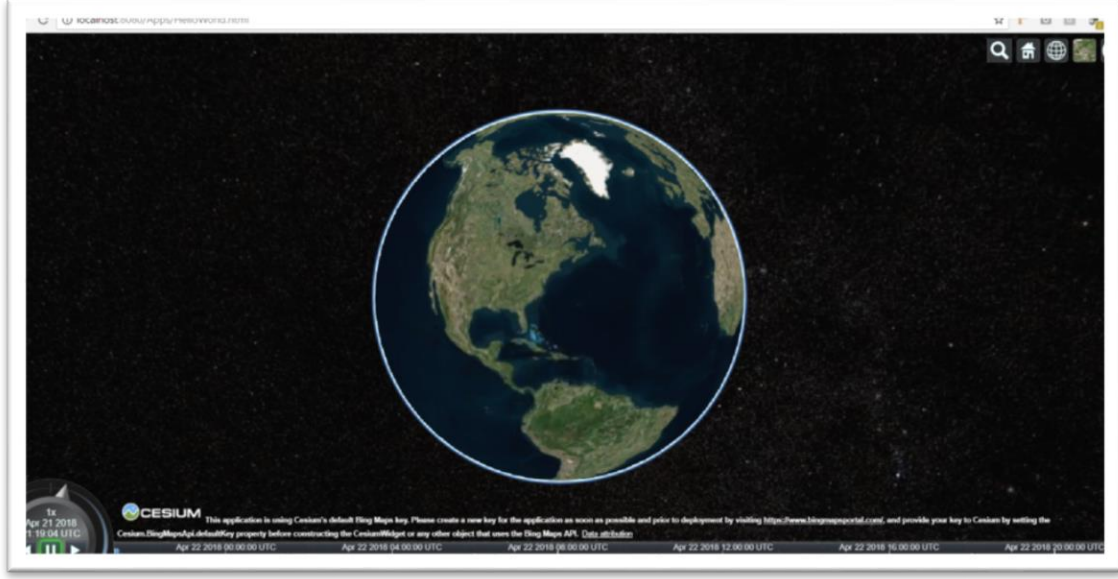 localhost:8080/Apps/HelloWorld.html
1x
Apr 21 2018
1:19:04 UTC
CESIUM This application is using Cesium's default Bing Maps key. Please create a new key for the application as soon as possible and prior to deployment by visiting https://www.bingmapsportal.com/, and provide your key to Cesium by setting the
Cesium.BingMapsApi.defaultKey property before constructing the CesiumWidget or any other object that uses the Bing Maps API. Data attribution
Apr 22 2018 00:00:00 UTC Apr 22 2018 04:00:00 UTC Apr 22 2018 08:00:00 UTC Apr 22 2018 12:00:00 UTC Apr 22 2018 16:00:00 UTC Apr 22 2018 20:00:00 UTC